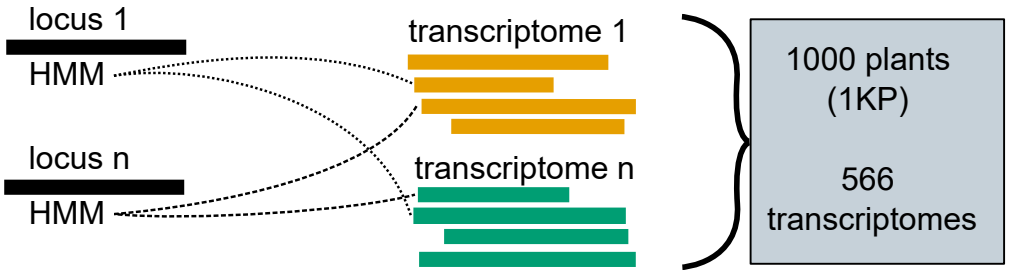 locus 1
HMM
locus n
HMM
transcriptome 1
transcriptome n
1000 plants
(1KP)
566
transcriptomes